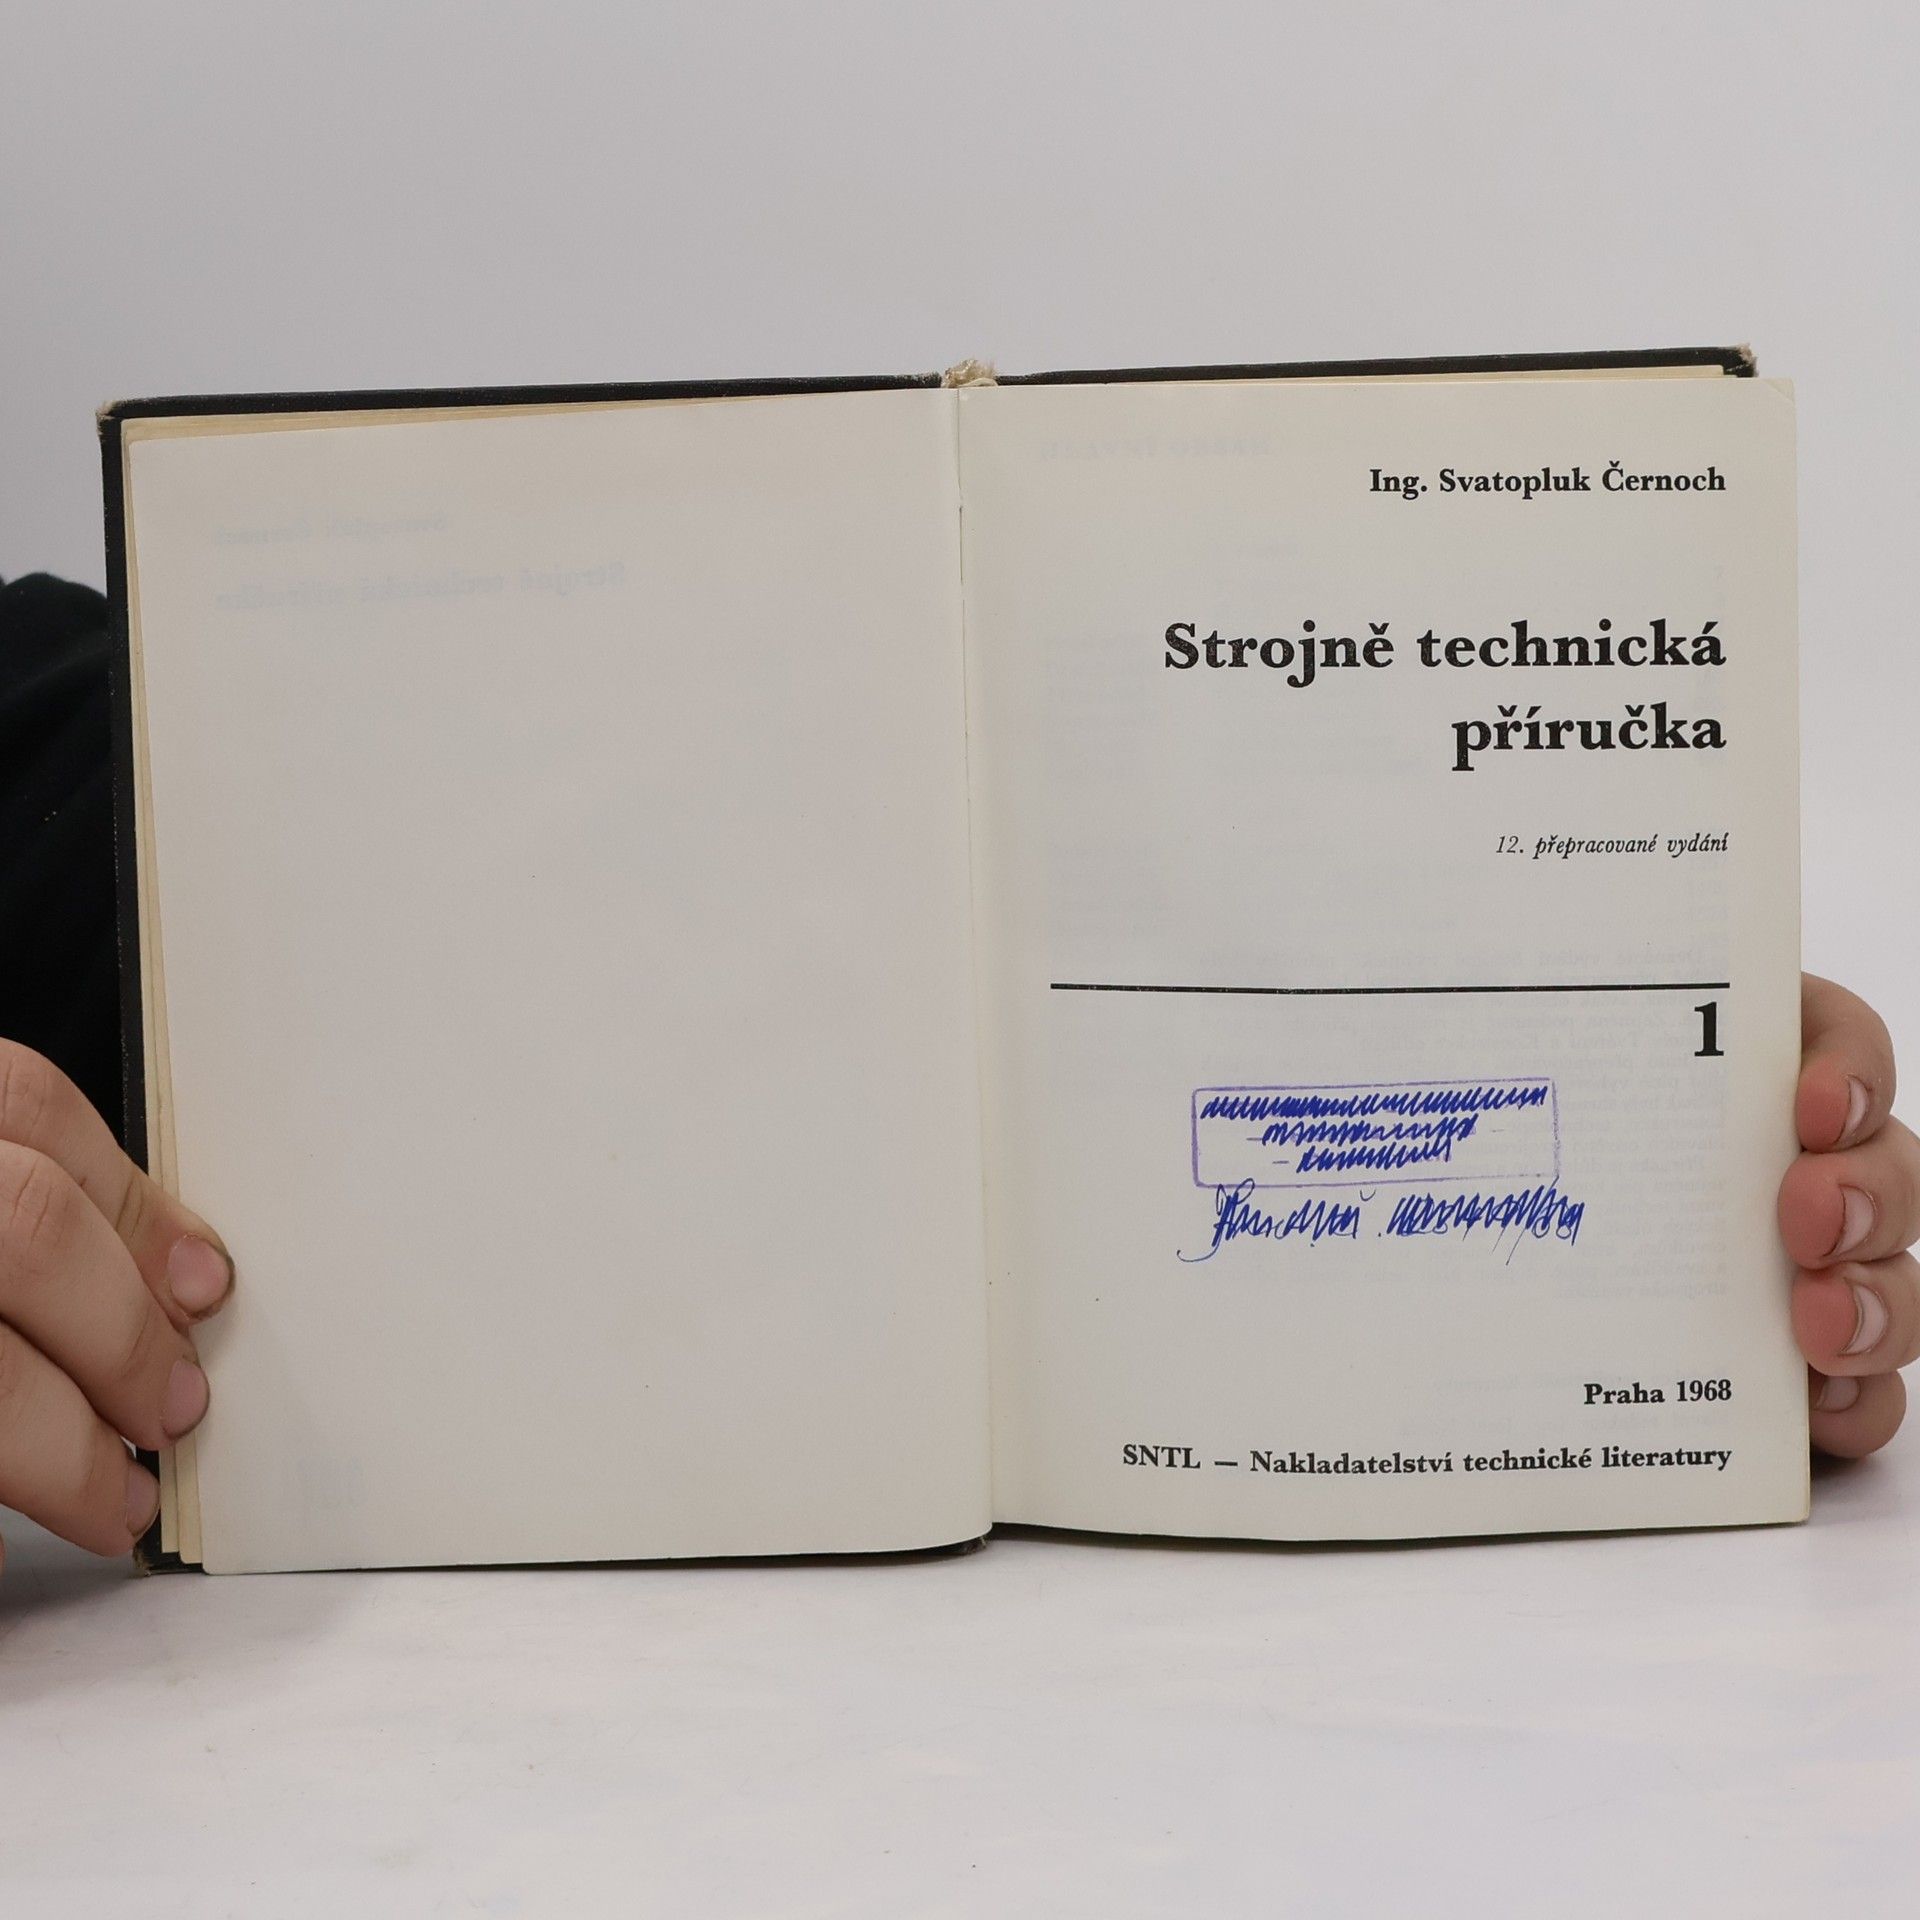 Ing. Svatopluk Černoch
Strojně technická
příručka
12. přepracované vydání
1
Praha 1968
SNTL — Nakladatelství technické literatury